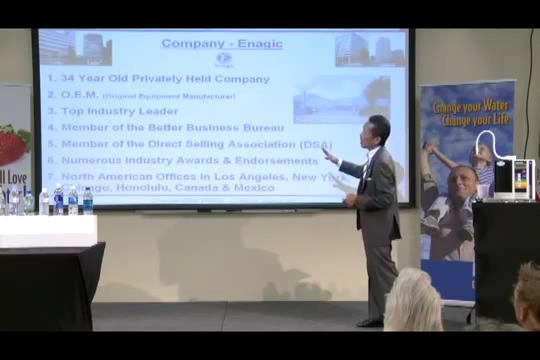 Company - Enagic
1. 34 Year Old Privately Held Company
2. O.E.M. (Original Equipment Manufacturer)
3. Top Industry Leader
4. Member of the Better Business Bureau
5. Member of the Direct Selling Association (DSA)
6. Numerous Industry Awards & Endorsements
7. North American Offices in Los Angeles, New York
Honolulu, Canada & Mexico
Change your Water
Change your Life
ll Love